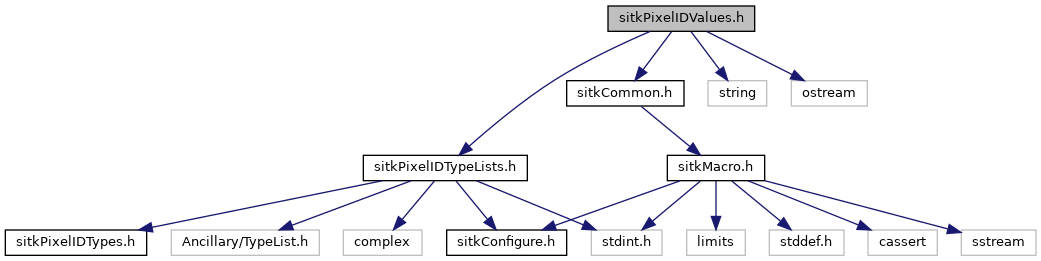 sitkPixelIDValues.h
sitkCommon.h
string
ostream
sitkPixelIDTypeLists.h
sitkMacro.h
sitkPixelIDTypes.h
Ancillary/TypeList.h
complex
sitkConfigure.h
stdint.h
limits
stddef.h
cassert
sstream